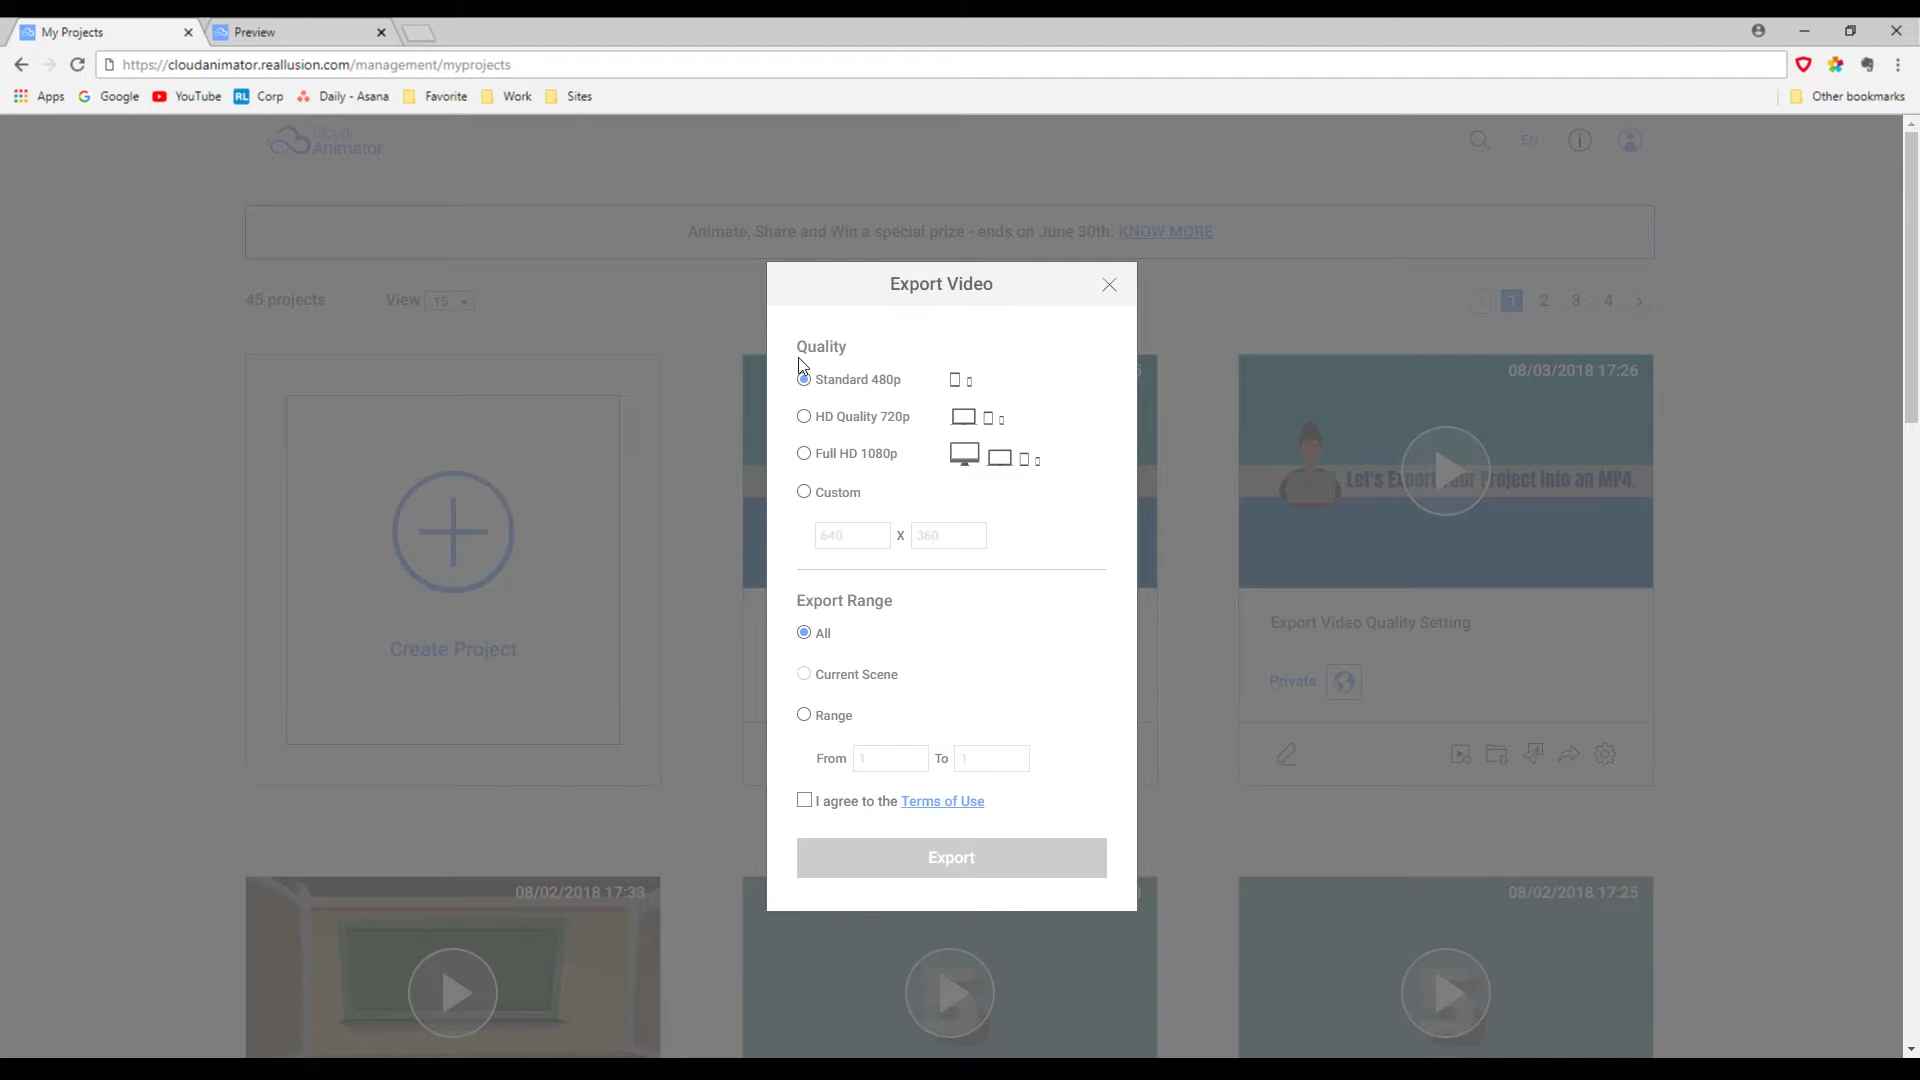 My Projects
Preview
https://cloudanimator.reallusion.com/management/myprojects
Apps Google YouTube RL Corp Daily - Asana Favorite Work Sites Other bookmarks
Cloud
Animator
EN
Animate, Share and Win a special prize - ends on June 30th. KNOW MORE
45 projects View 15
1 2 3 4
Export Video
Quality
Standard 480p
HD Quality 720p
Full HD 1080p
Custom
640 X 360
Export Range
All
Current Scene
Range
From 1 To 1
I agree to the Terms of Use
Export
Create Project
08/03/2018 17:26
Export Video Quality Setting
Private
08/02/2018 17:33
08/02/2018 17:25